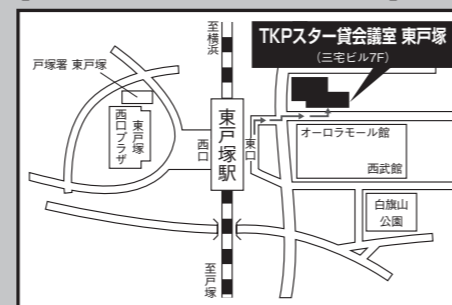 至横浜
TKPスター貸会議室 東戸塚
(三宅ビル7F)
戸塚署 東戸塚
東戸塚
西口プラザ
西口
東戸塚駅
東口
オーロラモール館
西武館
白旗山
公園
至戸塚